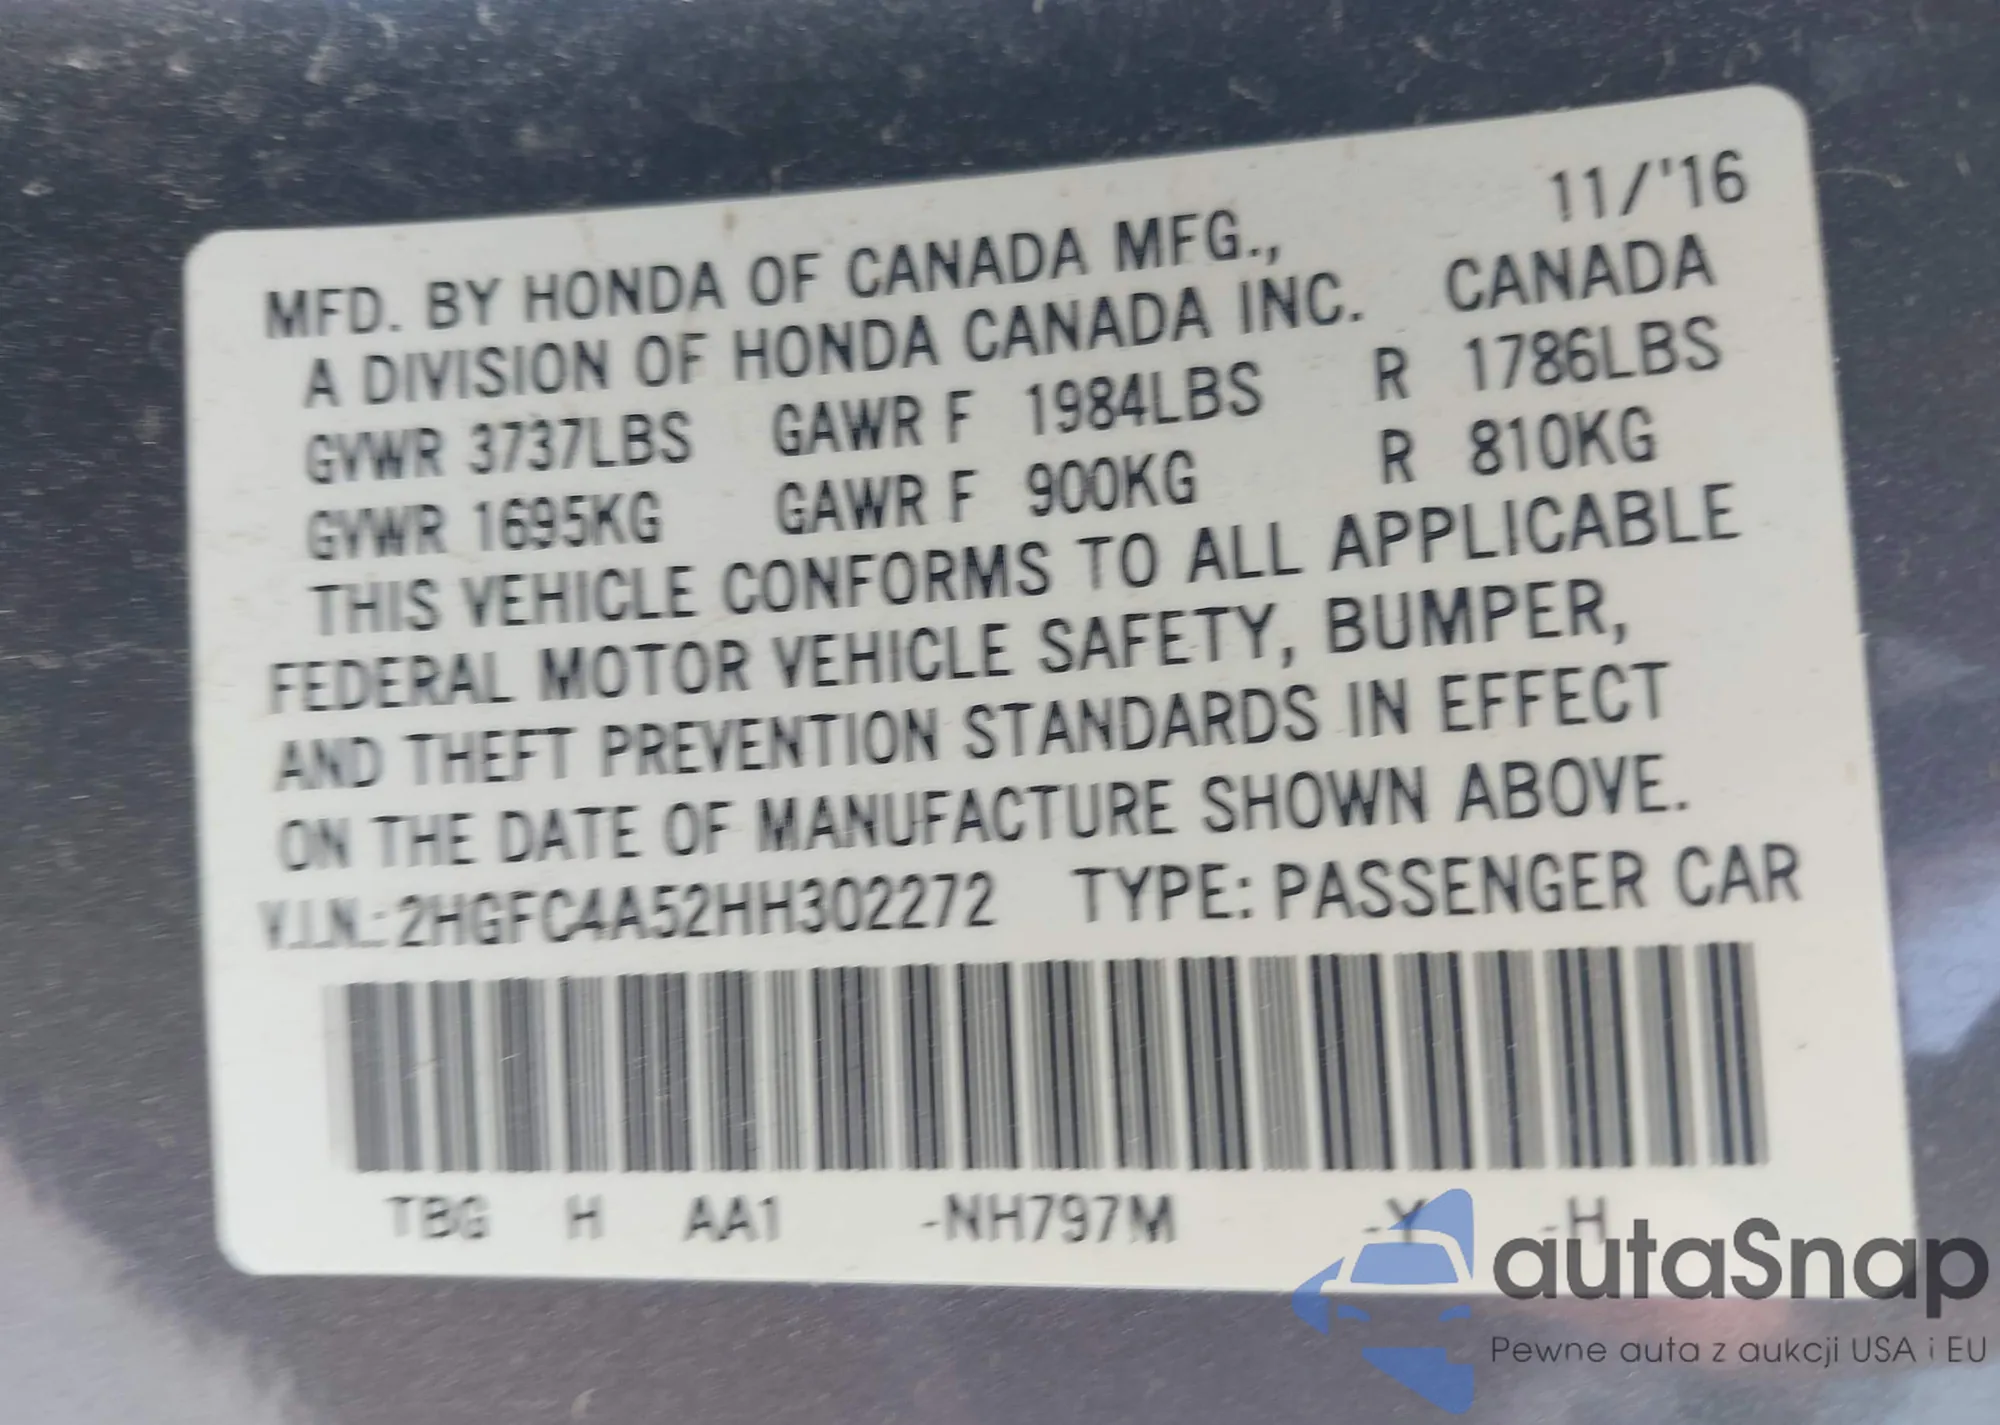 11/'16
MFD. BY HONDA OF CANADA MFG.,
A DIVISION OF HONDA CANADA INC. CANADA
GVWR 3737LBS GAWR F 1984LBS R 1786LBS
GVWR 1695KG GAWR F 900KG R 810KG
THIS VEHICLE CONFORMS TO ALL APPLICABLE
FEDERAL MOTOR VEHICLE SAFETY, BUMPER,
AND THEFT PREVENTION STANDARDS IN EFFECT
ON THE DATE OF MANUFACTURE SHOWN ABOVE.
V.I.N.: 2HGFC4A52HH302272 TYPE: PASSENGER CAR
TBG H AA1 -NH797M -Y -H
autaSnap
Pewne auta z aukcji USA i EU